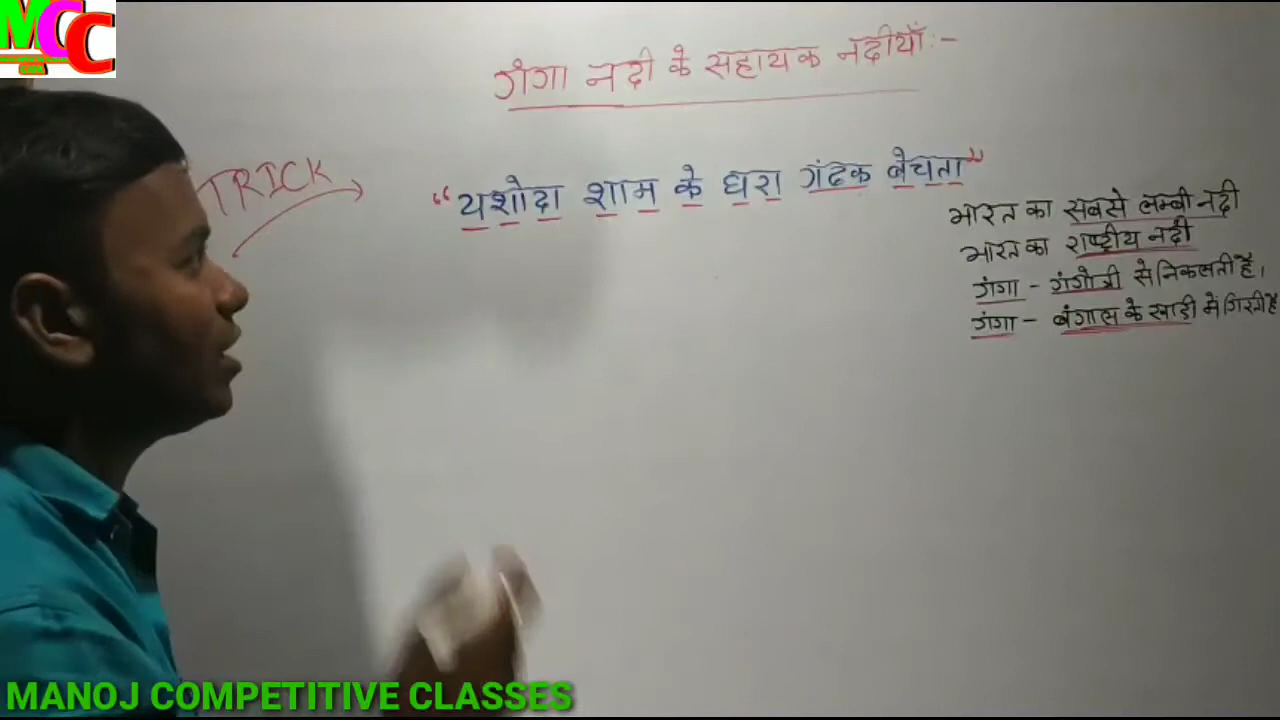 MCC
गंगा नदी के सहायक नदीयाँ :-
TRICK
"यशोदा शाम के घरा गंदक बेचता"
भारत का सबसे लम्बी नदी
भारत का राष्ट्रीय नदी
गंगा - गंगोत्री से निकलती है।
गंगा - बंगाल के खाड़ी मे गिरती है
MANOJ COMPETITIVE CLASSES